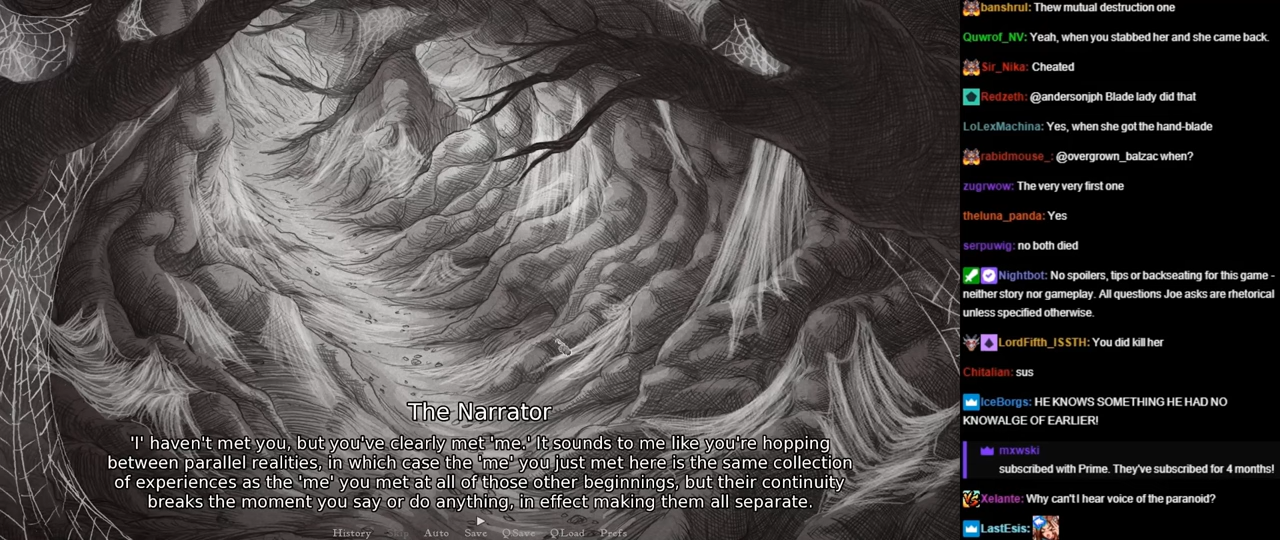 The Narrator
'I' haven't met you, but you've clearly met 'me.' It sounds to me like you're hopping
between parallel realities, in which case the 'me' you just met here is the same collection
of experiences as the 'me' you met at all of those other beginnings, but their continuity
breaks the moment you say or do anything, in effect making them all separate.
History Skip Auto Save Q.Save Q.Load Prefs
banshrul: Thew mutual destruction one
Quwrof_NV: Yeah, when you stabbed her and she came back.
Sir_Nika: Cheated
Redzeth: @andersonjph Blade lady did that
LoLexMachina: Yes, when she got the hand-blade
rabidmouse_: @overgrown_balzac when?
zugrwow: The very very first one
theluna_panda: Yes
serpuwig: no both died
Nightbot: No spoilers, tips or backseating for this game -
neither story nor gameplay. All questions Joe asks are rhetorical
unless specified otherwise.
LordFifth_ISSTH: You did kill her
Chitalian: sus
IceBorgs: HE KNOWS SOMETHING HE HAD NO
KNOWALGE OF EARLIER!
mxwski
subscribed with Prime. They've subscribed for 4 months!
Xelante: Why can't I hear voice of the paranoid?
LastEsis: